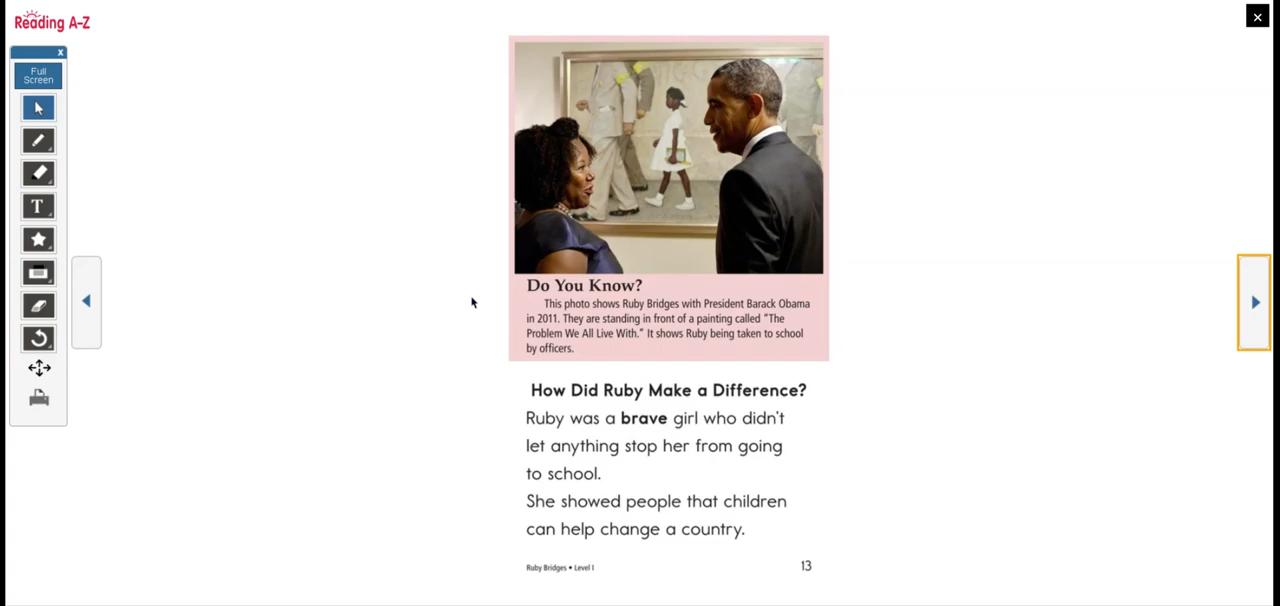 Reading A-Z
x
Full
Screen
T
Do You Know?
This photo shows Ruby Bridges with President Barack Obama
in 2011. They are standing in front of a painting called "The
Problem We All Live With." It shows Ruby being taken to school
by officers.
How Did Ruby Make a Difference?
Ruby was a brave girl who didn't
let anything stop her from going
to school.
She showed people that children
can help change a country.
Ruby Bridges • Level I
13